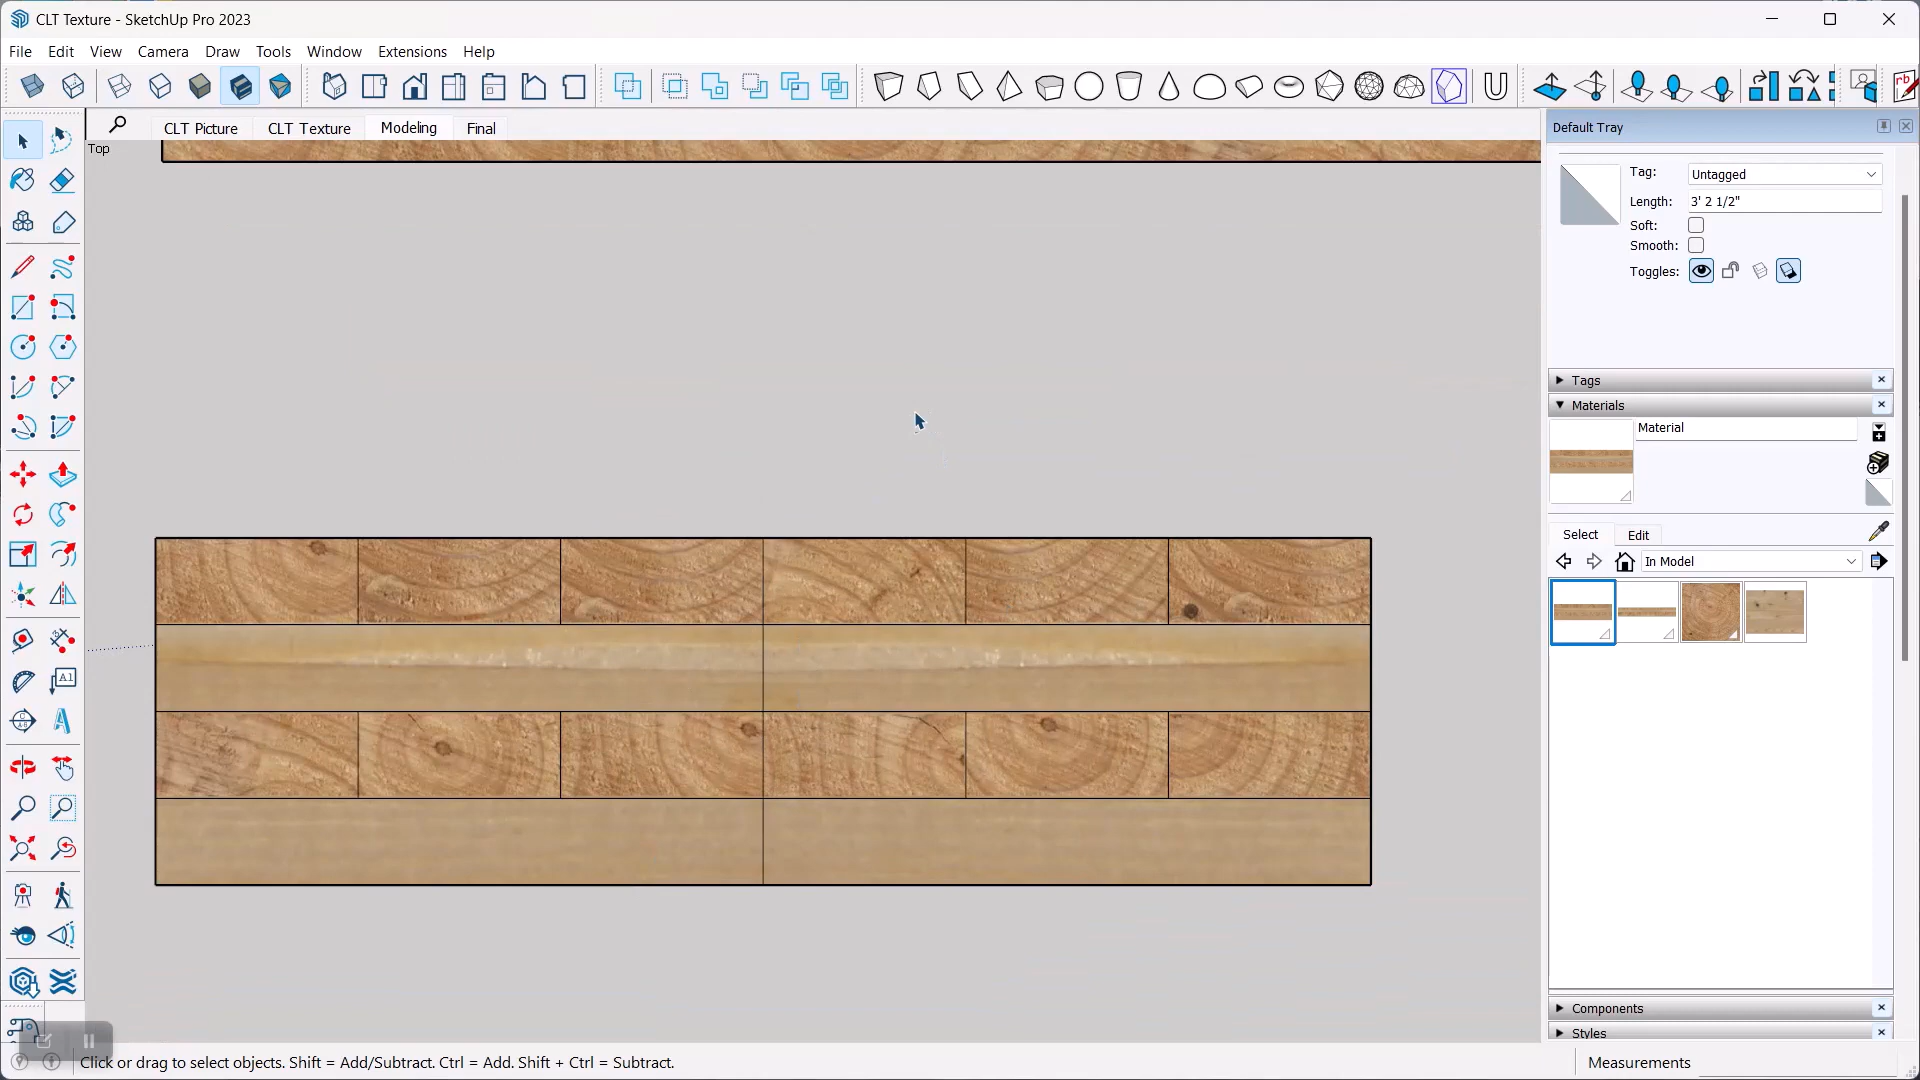 CLT Texture - SketchUp Pro 2023
File Edit View Camera Draw Tools Window Extensions Help
CLT Picture CLT Texture Modeling Final
Top
Default Tray
Tag: Untagged
Length: 3' 2 1/2"
Soft:
Smooth:
Toggles:
Tags
Materials
Material
Select Edit
In Model
Components
Styles
Click or drag to select objects. Shift = Add/Subtract. Ctrl = Add. Shift + Ctrl = Subtract.
Measurements